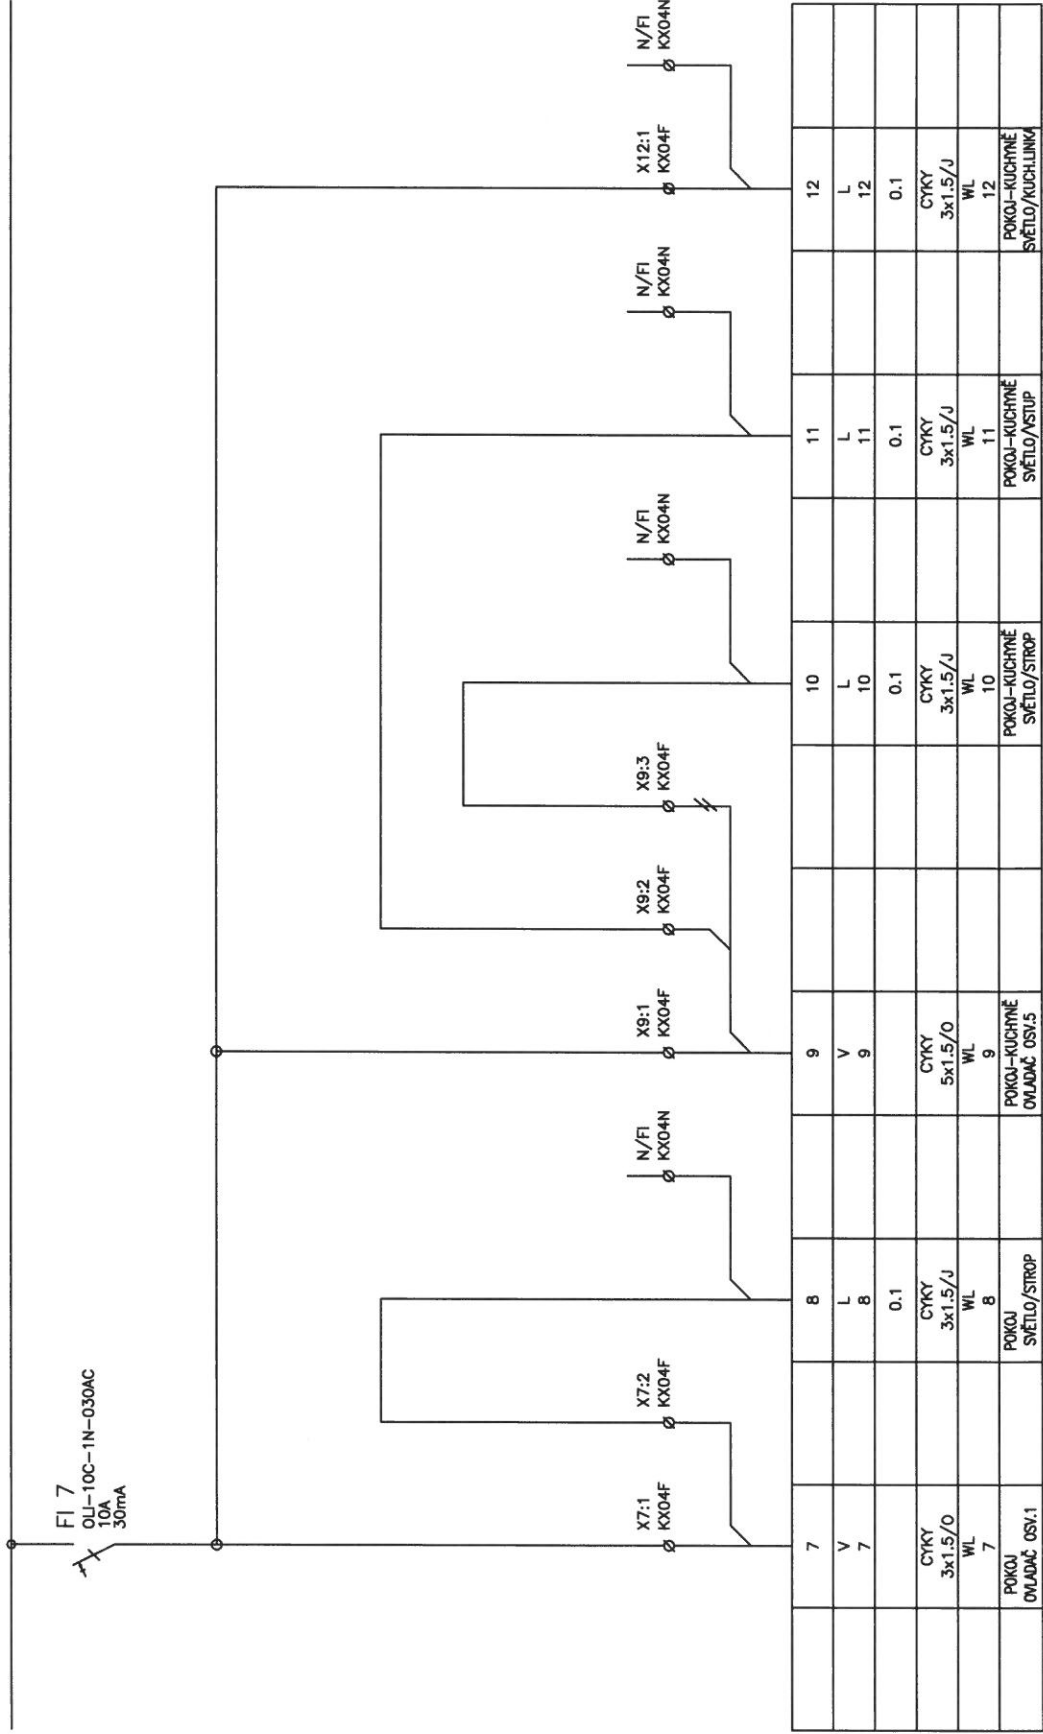 FI 7
OLI-10C-1N-030AC
10A
30mA
X7:1
KX04F
X7:2
KX04F
N/FI
KX04N
X9:1
KX04F
X9:2
KX04F
X9:3
KX04F
N/FI
KX04N
N/FI
KX04N
X12:1
KX04F
N/FI
KX04N
7
V
7
CYKY
3x1.5/O
WL
7
POKOJ
OVLADAČ OSV.1
8
L
8
0.1
CYKY
3x1.5/J
WL
8
POKOJ
SVĚTLO/STROP
9
V
9
CYKY
5x1.5/O
WL
9
POKOJ-KUCHYNĚ
OVLADAČ OSV.5
10
L
10
0.1
CYKY
3x1.5/J
WL
10
POKOJ-KUCHYNĚ
SVĚTLO/STROP
11
L
11
0.1
CYKY
3x1.5/J
WL
11
POKOJ-KUCHYNĚ
SVĚTLO/VSTUP
12
L
12
0.1
CYKY
3x1.5/J
WL
12
POKOJ-KUCHYNĚ
SVĚTLO/KUCH.LINKA